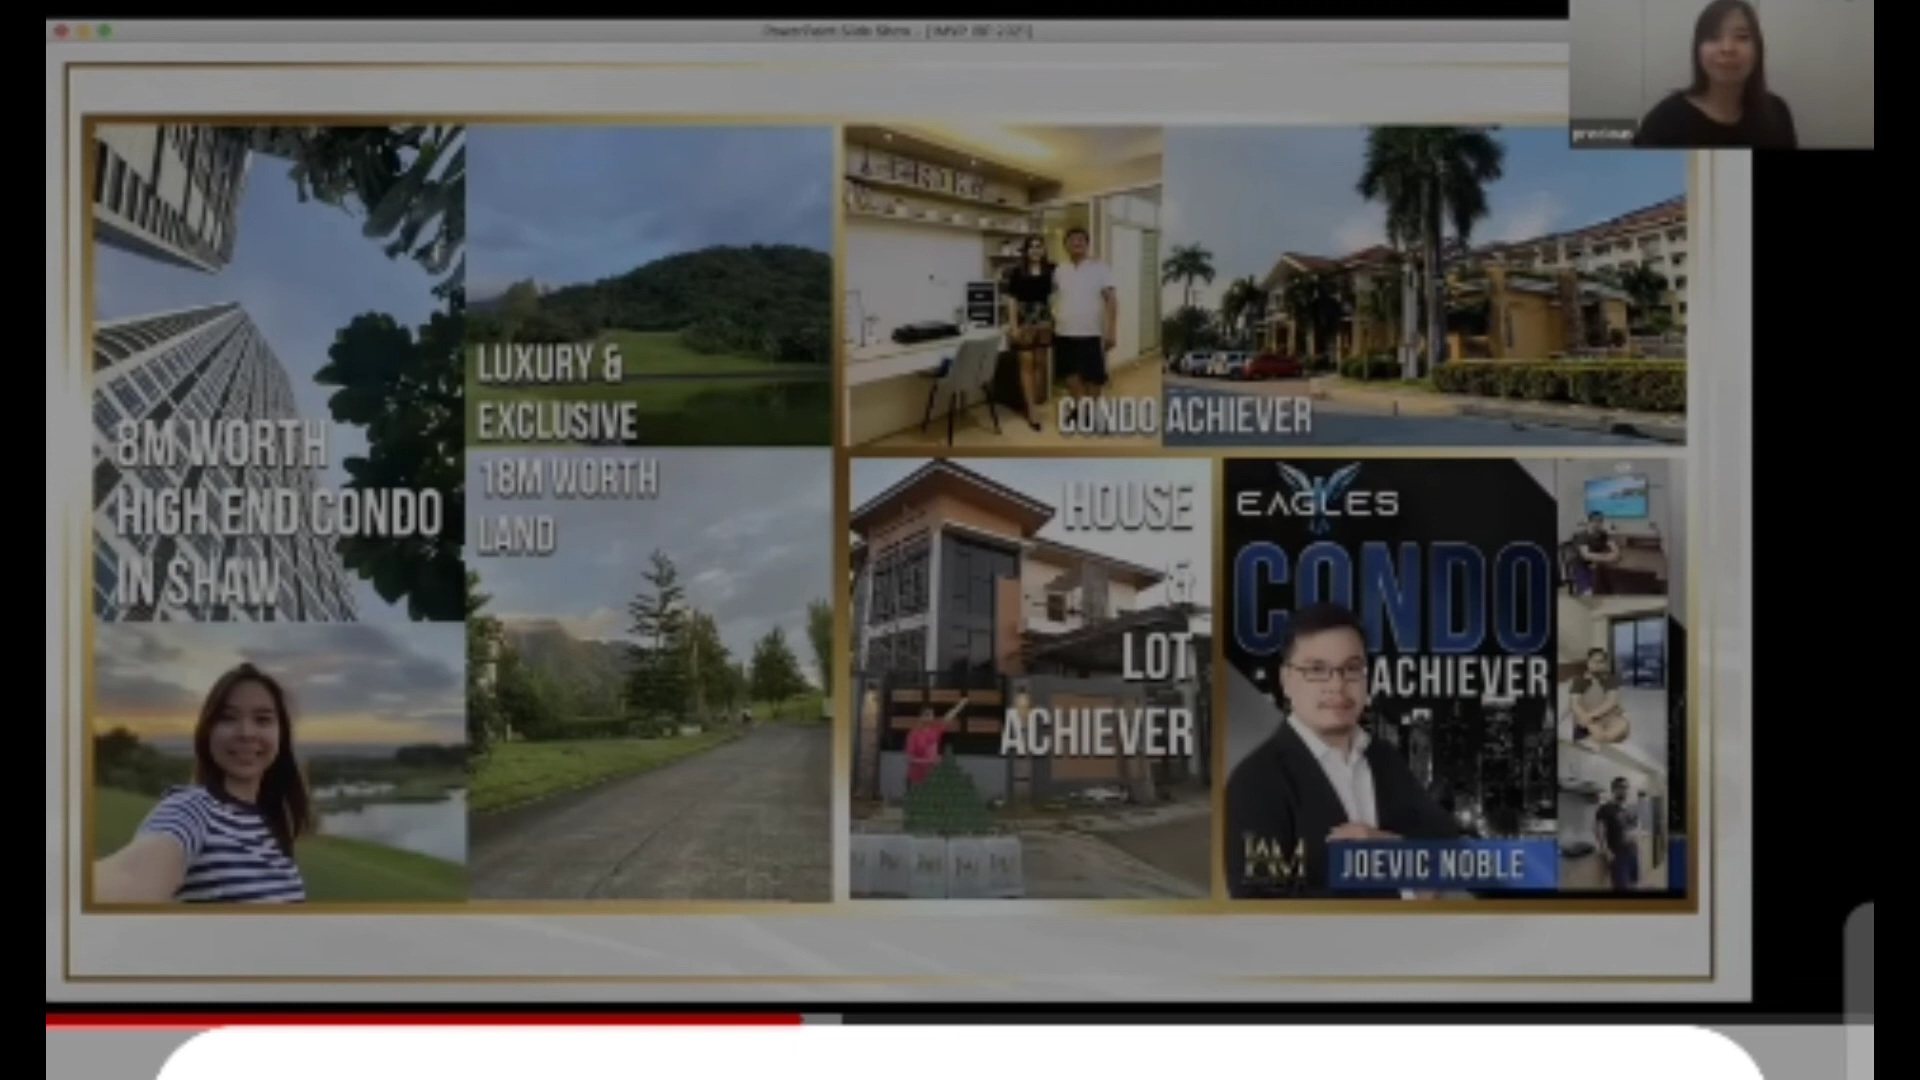 8M WORTH
HIGH END CONDO
IN SHAW
LUXURY &
EXCLUSIVE
18M WORTH
LAND
CONDO ACHIEVER
HOUSE
&
LOT
ACHIEVER
EAGLES
CONDO
ACHIEVER
JOEVIC NOBLE